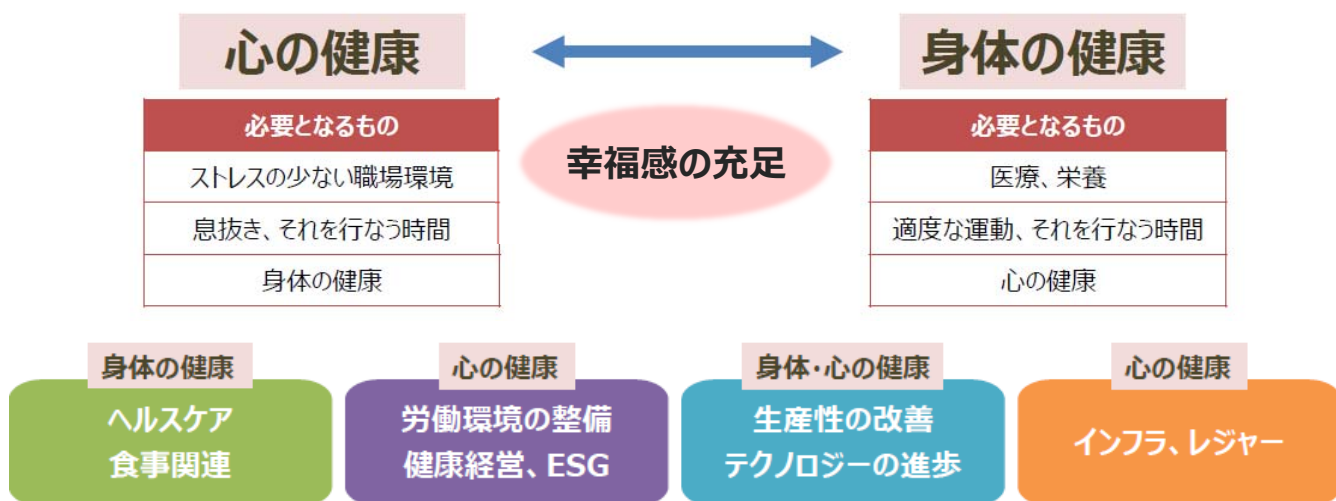 心の健康
身体の健康
必要となるもの
ストレスの少ない職場環境
息抜き、それを行なう時間
身体の健康
幸福感の充足
必要となるもの
医療、栄養
適度な運動、それを行なう時間
心の健康
身体の健康
ヘルスケア
食事関連
心の健康
労働環境の整備
健康経営、ESG
身体・心の健康
生産性の改善
テクノロジーの進歩
心の健康
インフラ、レジャー